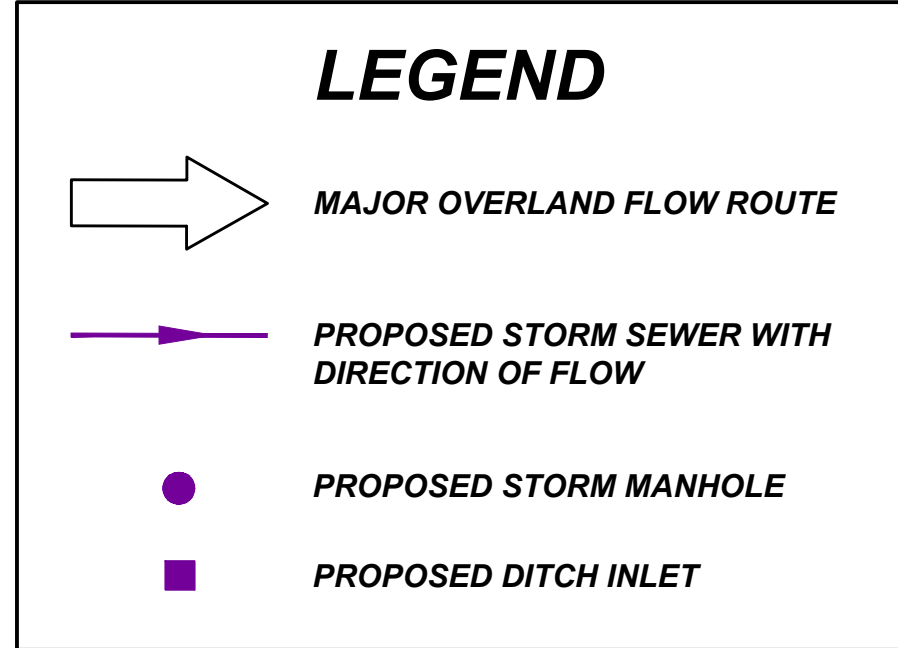 LEGEND
MAJOR OVERLAND FLOW ROUTE
PROPOSED STORM SEWER WITH
DIRECTION OF FLOW
PROPOSED STORM MANHOLE
PROPOSED DITCH INLET